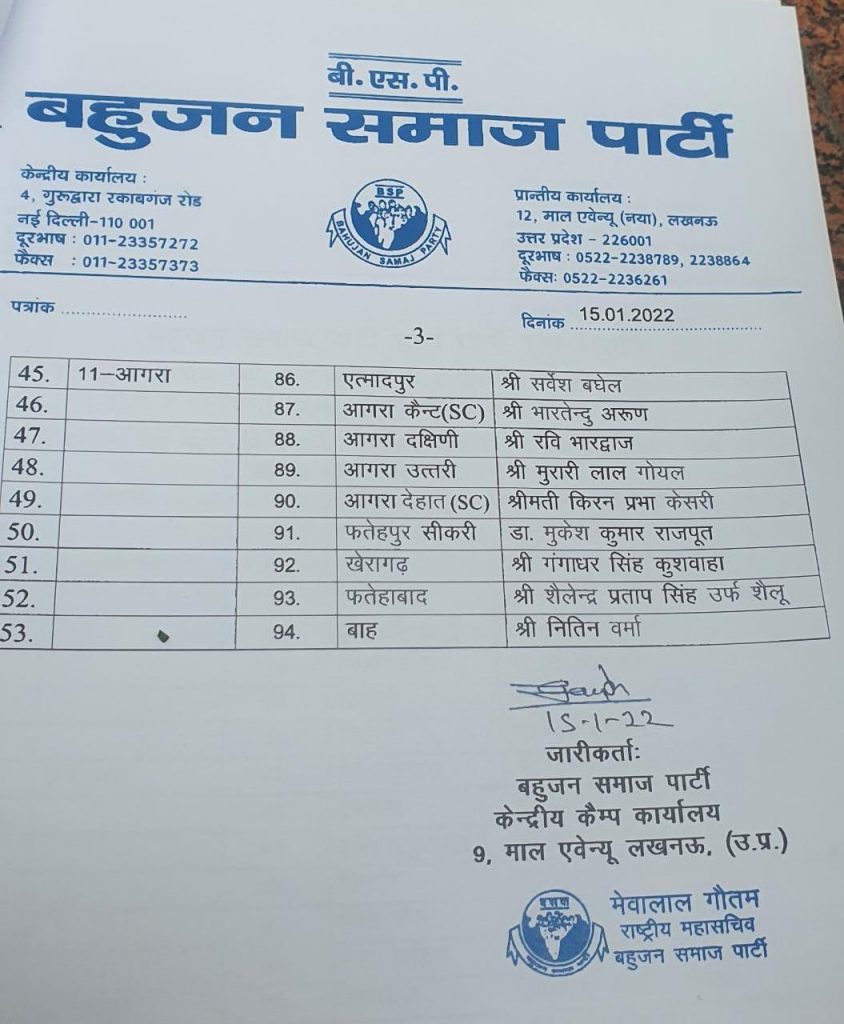 बी. एस. पी.
बहुजन समाज पार्टी
केन्द्रीय कार्यालय :
4, गुरूद्वारा रकाबगंज रोड
नई दिल्ली-110 001
दूरभाष : 011-23357272
फैक्स : 011-23357373
BSP
BAHUJAN SAMAJ PARTY
प्रान्तीय कार्यालय :
12, माल एवेन्यू (नया), लखनऊ
उत्तर प्रदेश - 226001
दूरभाष : 0522-2238789, 2238864
फैक्सः 0522-2236261
पत्रांक ............................
दिनांक 15.01.2022
-3-
45. 11–आगरा 86. एत्मादपुर श्री सर्वेश बघेल
46. 87. आगरा कैन्ट(SC) श्री भारतेन्दु अरूण
47. 88. आगरा दक्षिणी श्री रवि भारद्वाज
48. 89. आगरा उत्तरी श्री मुरारी लाल गोयल
49. 90. आगरा देहात (SC) श्रीमती किरन प्रभा केसरी
50. 91. फतेहपुर सीकरी डा. मुकेश कुमार राजपूत
51. 92. खेरागढ़ श्री गंगाधर सिंह कुशवाहा
52. 93. फतेहाबाद श्री शैलेन्द्र प्रताप सिंह उर्फ शैलू
53. 94. बाह श्री नितिन वर्मा
15-1-22
जारीकर्ताः
बहुजन समाज पार्टी
केन्द्रीय कैम्प कार्यालय
9, माल एवेन्यू लखनऊ, (उ.प्र.)
मेवालाल गौतम
राष्ट्रीय महासचिव
बहुजन समाज पार्टी